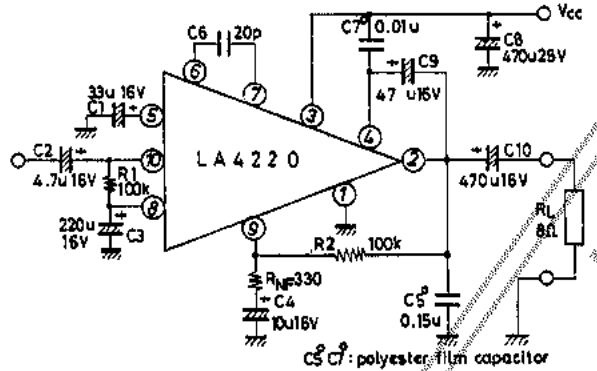 C6
20p
C7° 0.01u
Vcc
C8
470u25V
C9
47 u16V
33u 16V
C1
6
7
3
4
5
C2
4.7u16V
10
R1
100k
8
220u
16V
C3
LA4220
1
2
9
C10
470u16V
RL
8Ω
R2
100k
RNF330
C4
10u16V
C5°
0.15u
C5° C7° : polyester film capacitor